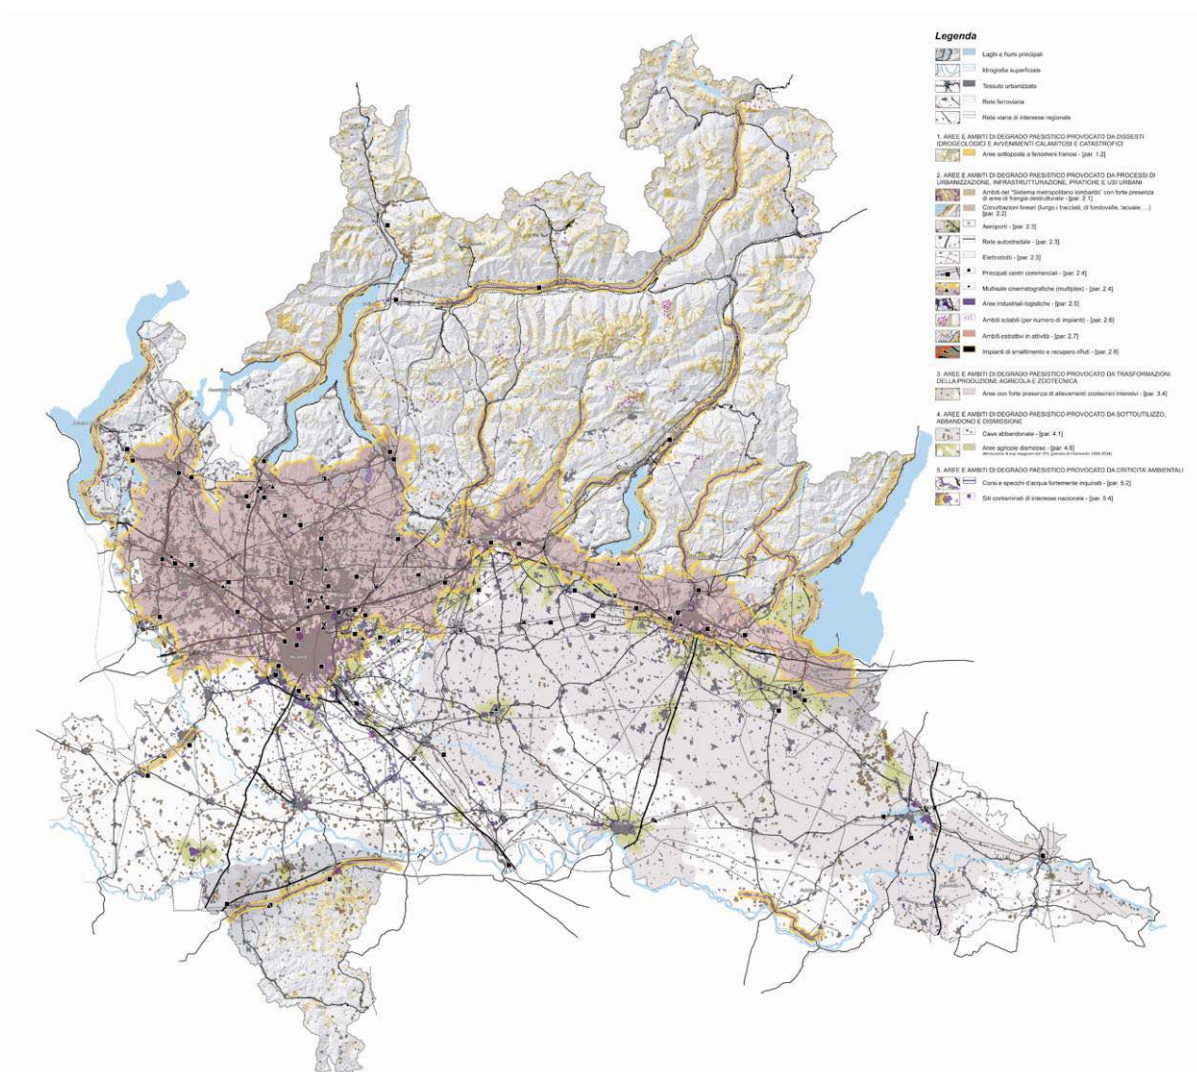 Legenda
Laghi e fiumi principali
Idrografia superficiale
Tessuto urbanizzato
Rete ferroviaria
Rete viaria di interesse regionale
1. AREE E AMBITI DI DEGRADO PAESISTICO PROVOCATO DA DISSESTI
IDROGEOLOGICI E AVVENIMENTI CALAMITOSI E CATASTROFICI
Aree sottoposte a fenomeni franosi - [par. 1.2]
2. AREE E AMBITI DI DEGRADO PAESISTICO PROVOCATO DA PROCESSI DI
URBANIZZAZIONE, INFRASTRUTTURAZIONE, PRATICHE E USI URBANI
Ambiti del "Sistema metropolitano lombardo" con forte presenza
di aree di frangia destrutturate - [par. 2.1]
Conurbazioni lineari (lungo i tracciati, di fondovalle, lacuale, ...)
[par. 2.2]
Aeroporti - [par. 2.3]
Rete autostradale - [par. 2.3]
Elettrodotti - [par. 2.3]
Principali centri commerciali - [par. 2.4]
Multisale cinematografiche (multiplex) - [par. 2.4]
Aree industriali-logistiche - [par. 2.5]
Ambiti sciabili (per numero di impianti) - [par. 2.6]
Ambiti estrattivi in attività - [par. 2.7]
Impianti di smaltimento e recupero rifiuti - [par. 2.8]
3. AREE E AMBITI DI DEGRADO PAESISTICO PROVOCATO DA TRASFORMAZIONI
DELLA PRODUZIONE AGRICOLA E ZOOTECNICA
Aree con forte presenza di allevamenti zootecnici intensivi - [par. 3.4]
4. AREE E AMBITI DI DEGRADO PAESISTICO PROVOCATO DA SOTTOUTILIZZO,
ABBANDONO E DISMISSIONE
Cave abbandonate - [par. 4.1]
Aree agricole dismesse - [par. 4.8]
5. AREE E AMBITI DI DEGRADO PAESISTICO PROVOCATO DA CRITICITA' AMBIENTALI
Corsi e specchi d'acqua fortemente inquinati - [par. 5.2]
Siti contaminati di interesse nazionale - [par. 5.4]